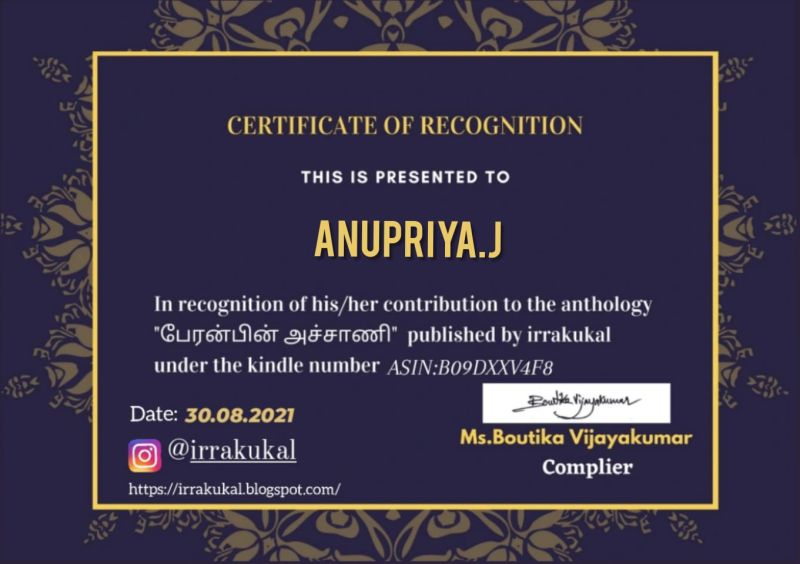 CERTIFICATE OF RECOGNITION
THIS IS PRESENTED TO
ANUPRIYA.J
In recognition of his/her contribution to the anthology
"பேரன்பின் அச்சாணி" published by irrakukal
under the kindle number ASIN:B09DXXV4F8
Date: 30.08.2021
Boutika Vijayakumar
@irrakukal
Ms.Boutika Vijayakumar
Complier
https://irrakukal.blogspot.com/